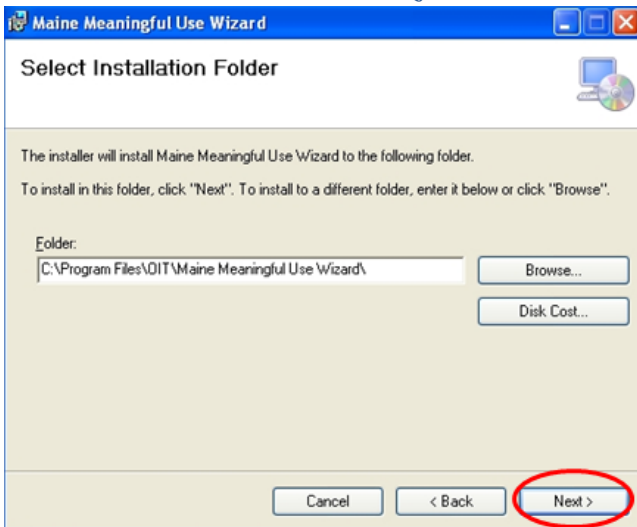 Maine Meaningful Use Wizard
Select Installation Folder
The installer will install Maine Meaningful Use Wizard to the following folder.
To install in this folder, click "Next". To install to a different folder, enter it below or click "Browse".
Folder:
C:\Program Files\OIT\Maine Meaningful Use Wizard\
Browse...
Disk Cost...
Cancel
< Back
Next >